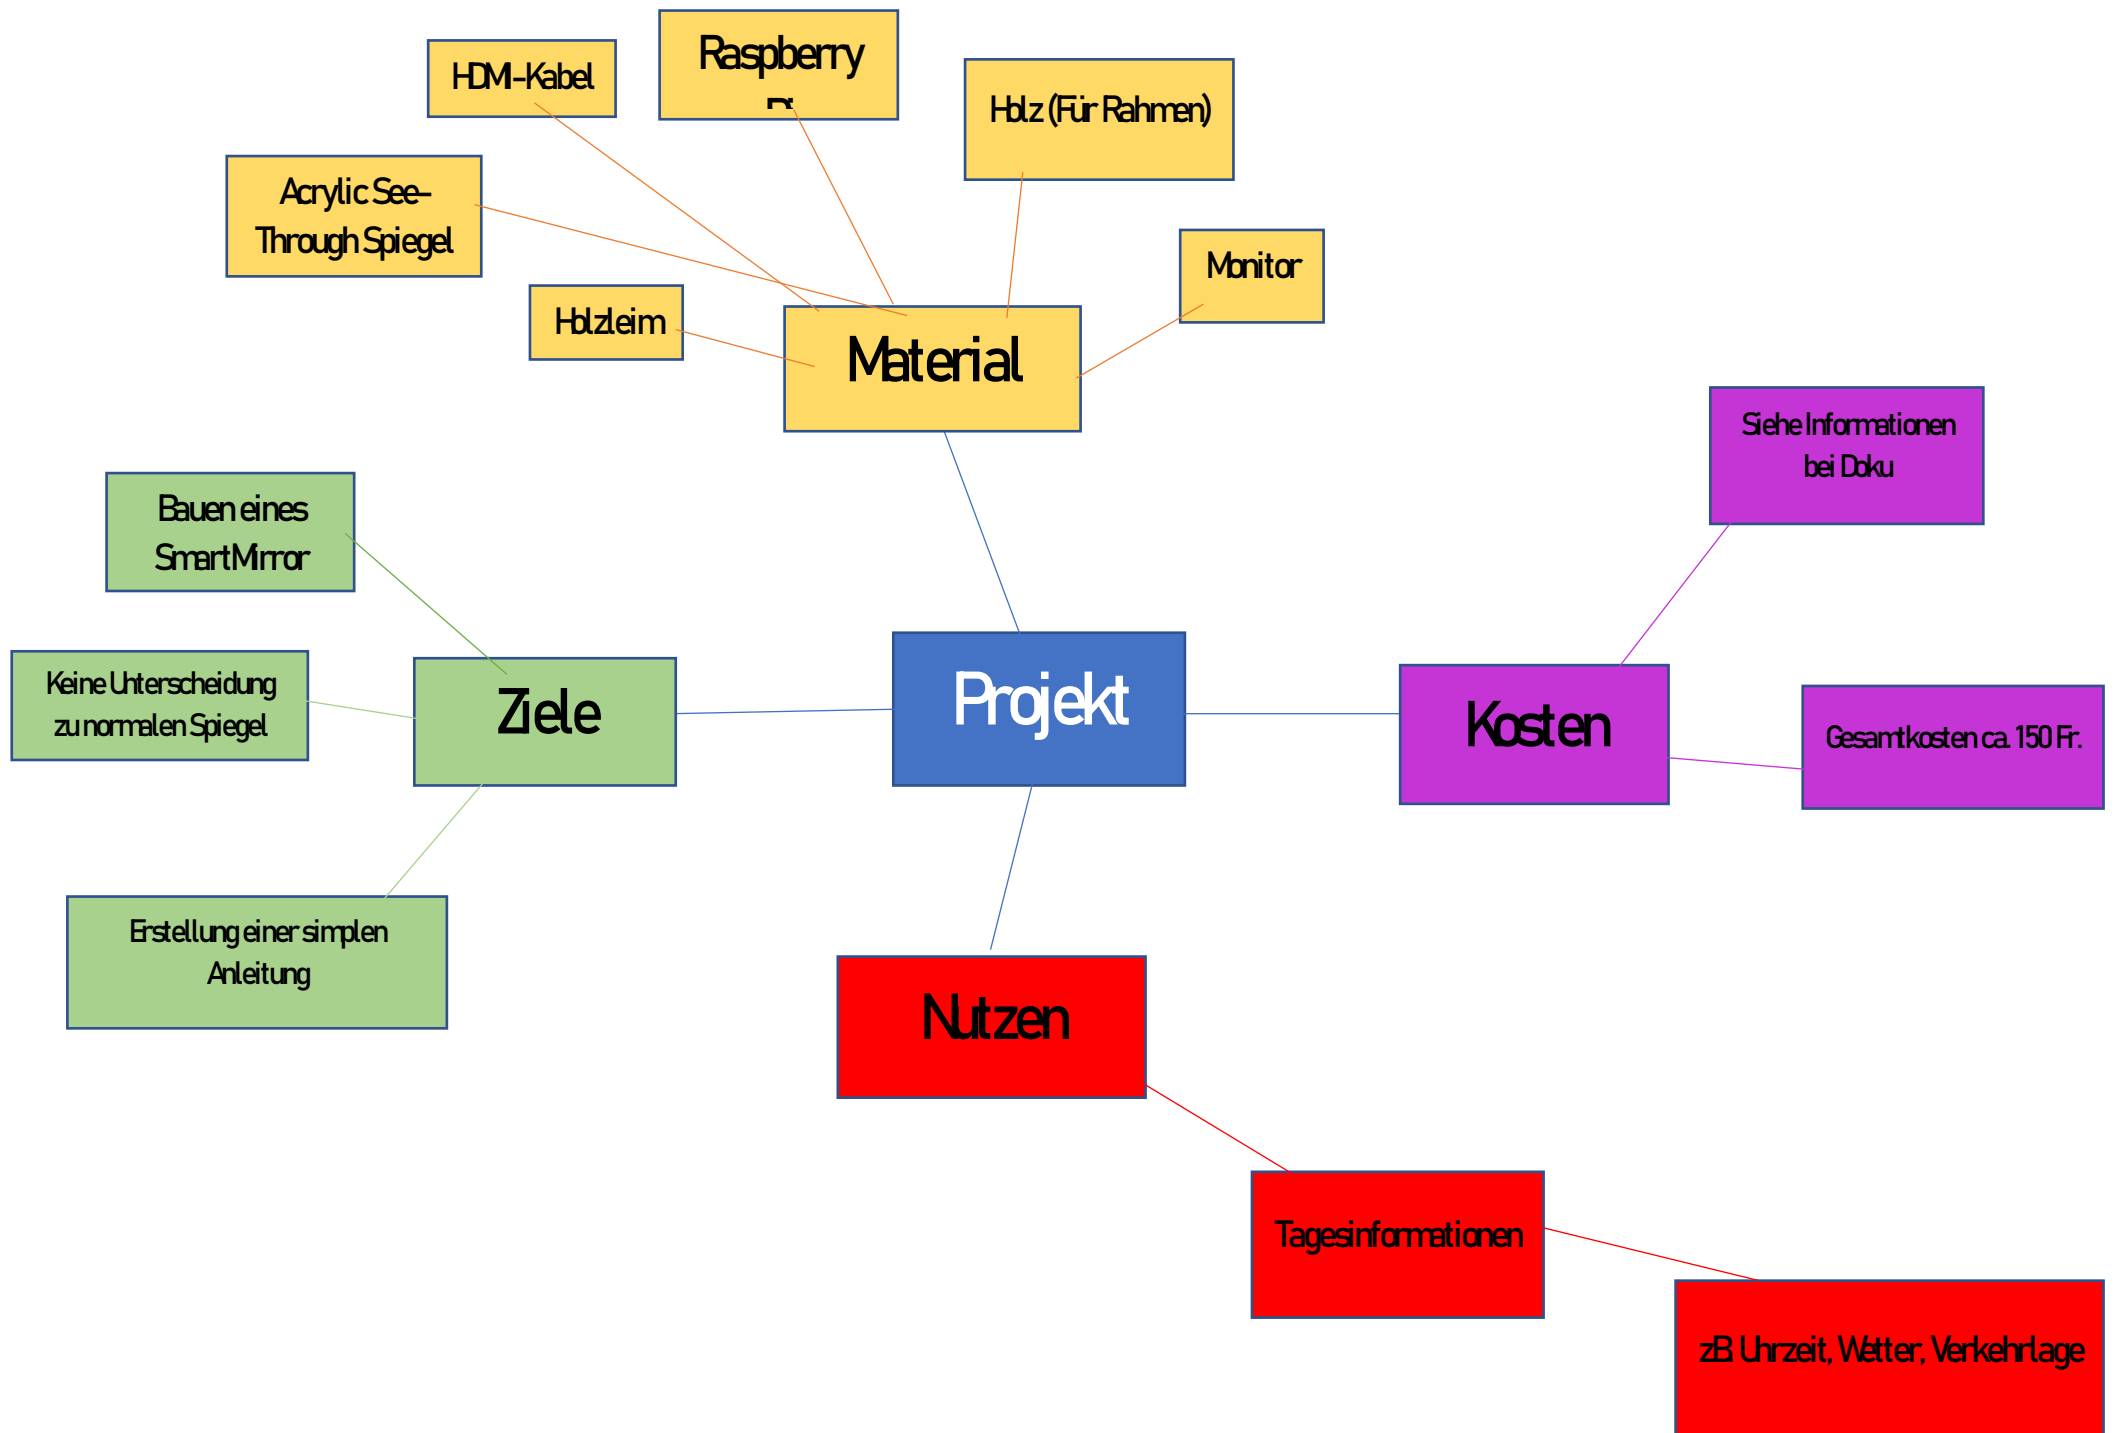 Raspberry
HDMI-Kabel
Holz (Für Rahmen)
Acrylic See-
Through Spiegel
Monitor
Holzleim
Material
Siehe Informationen
bei Doku
Bauen eines
SmartMirror
Keine Unterscheidung
zu normalen Spiegel
Ziele
Projekt
Kosten
Gesamtkosten ca. 150 Fr.
Erstellung einer simplen
Anleitung
Nutzen
Tagesinformationen
z.B. Uhrzeit, Wetter, Verkehrlage